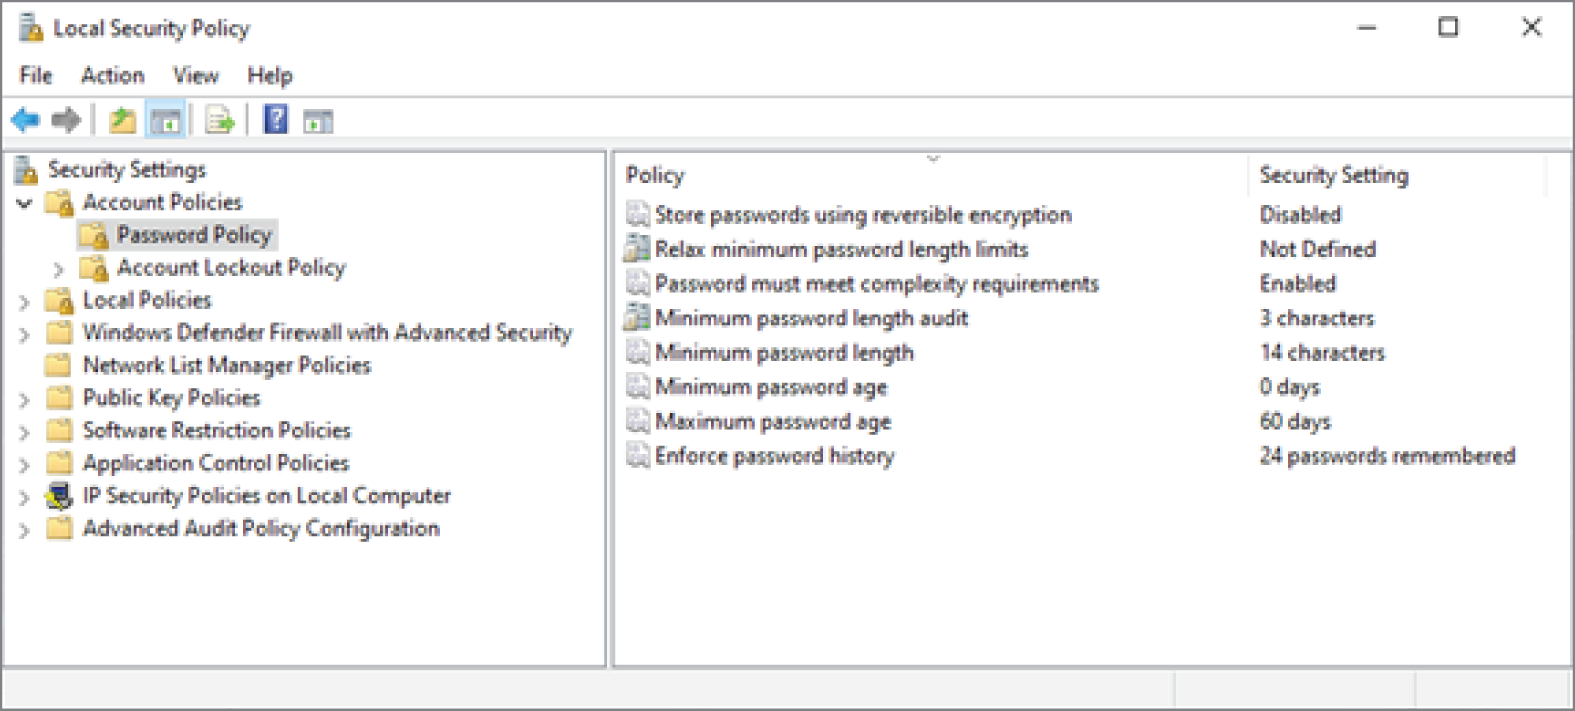 Local Security Policy
File Action View Help
Security Settings
Account Policies
Password Policy
Account Lockout Policy
Local Policies
Windows Defender Firewall with Advanced Security
Network List Manager Policies
Public Key Policies
Software Restriction Policies
Application Control Policies
IP Security Policies on Local Computer
Advanced Audit Policy Configuration
Policy Security Setting
Store passwords using reversible encryption Disabled
Relax minimum password length limits Not Defined
Password must meet complexity requirements Enabled
Minimum password length audit 3 characters
Minimum password length 14 characters
Minimum password age 0 days
Maximum password age 60 days
Enforce password history 24 passwords remembered